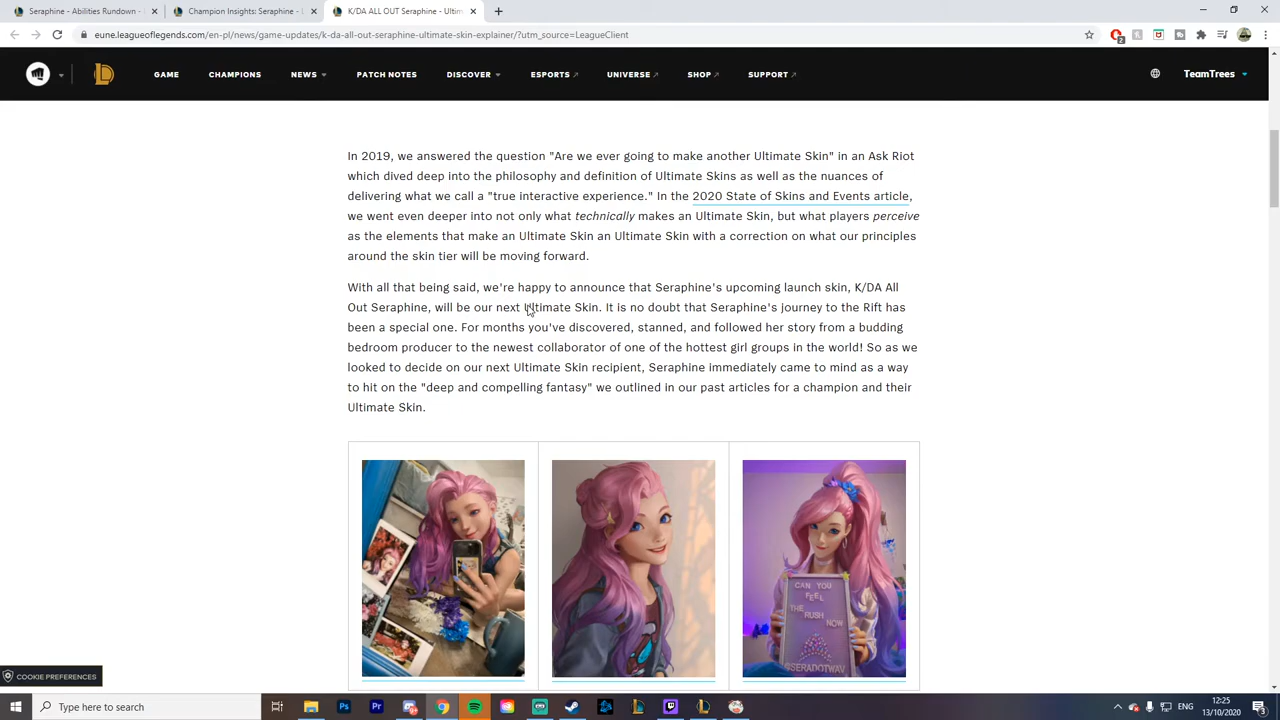 Seraphine - Abilities Rundown -
Champion Insights: Seraphine -
K/DA ALL OUT Seraphine - Ultim
eune.leagueoflegends.com/en-pl/news/game-updates/k-da-all-out-seraphine-ultimate-skin-explainer/?utm_source=LeagueClient
2
GAME
CHAMPIONS
NEWS
PATCH NOTES
DISCOVER
ESPORTS
UNIVERSE
SHOP
SUPPORT
TeamTrees
In 2019, we answered the question "Are we ever going to make another Ultimate Skin" in an Ask Riot
which dived deep into the philosophy and definition of Ultimate Skins as well as the nuances of
delivering what we call a "true interactive experience." In the 2020 State of Skins and Events article,
we went even deeper into not only what technically makes an Ultimate Skin, but what players perceive
as the elements that make an Ultimate Skin an Ultimate Skin with a correction on what our principles
around the skin tier will be moving forward.
With all that being said, we're happy to announce that Seraphine's upcoming launch skin, K/DA All
Out Seraphine, will be our next Ultimate Skin. It is no doubt that Seraphine's journey to the Rift has
been a special one. For months you've discovered, stanned, and followed her story from a budding
bedroom producer to the newest collaborator of one of the hottest girl groups in the world! So as we
looked to decide on our next Ultimate Skin recipient, Seraphine immediately came to mind as a way
to hit on the "deep and compelling fantasy" we outlined in our past articles for a champion and their
Ultimate Skin.
CAN YOU
FEEL
THE
RUSH
NOW
@SERADOTWAV
COOKIE PREFERENCES
Type here to search
Ps
Pr
ENG
12:25
13/10/2020